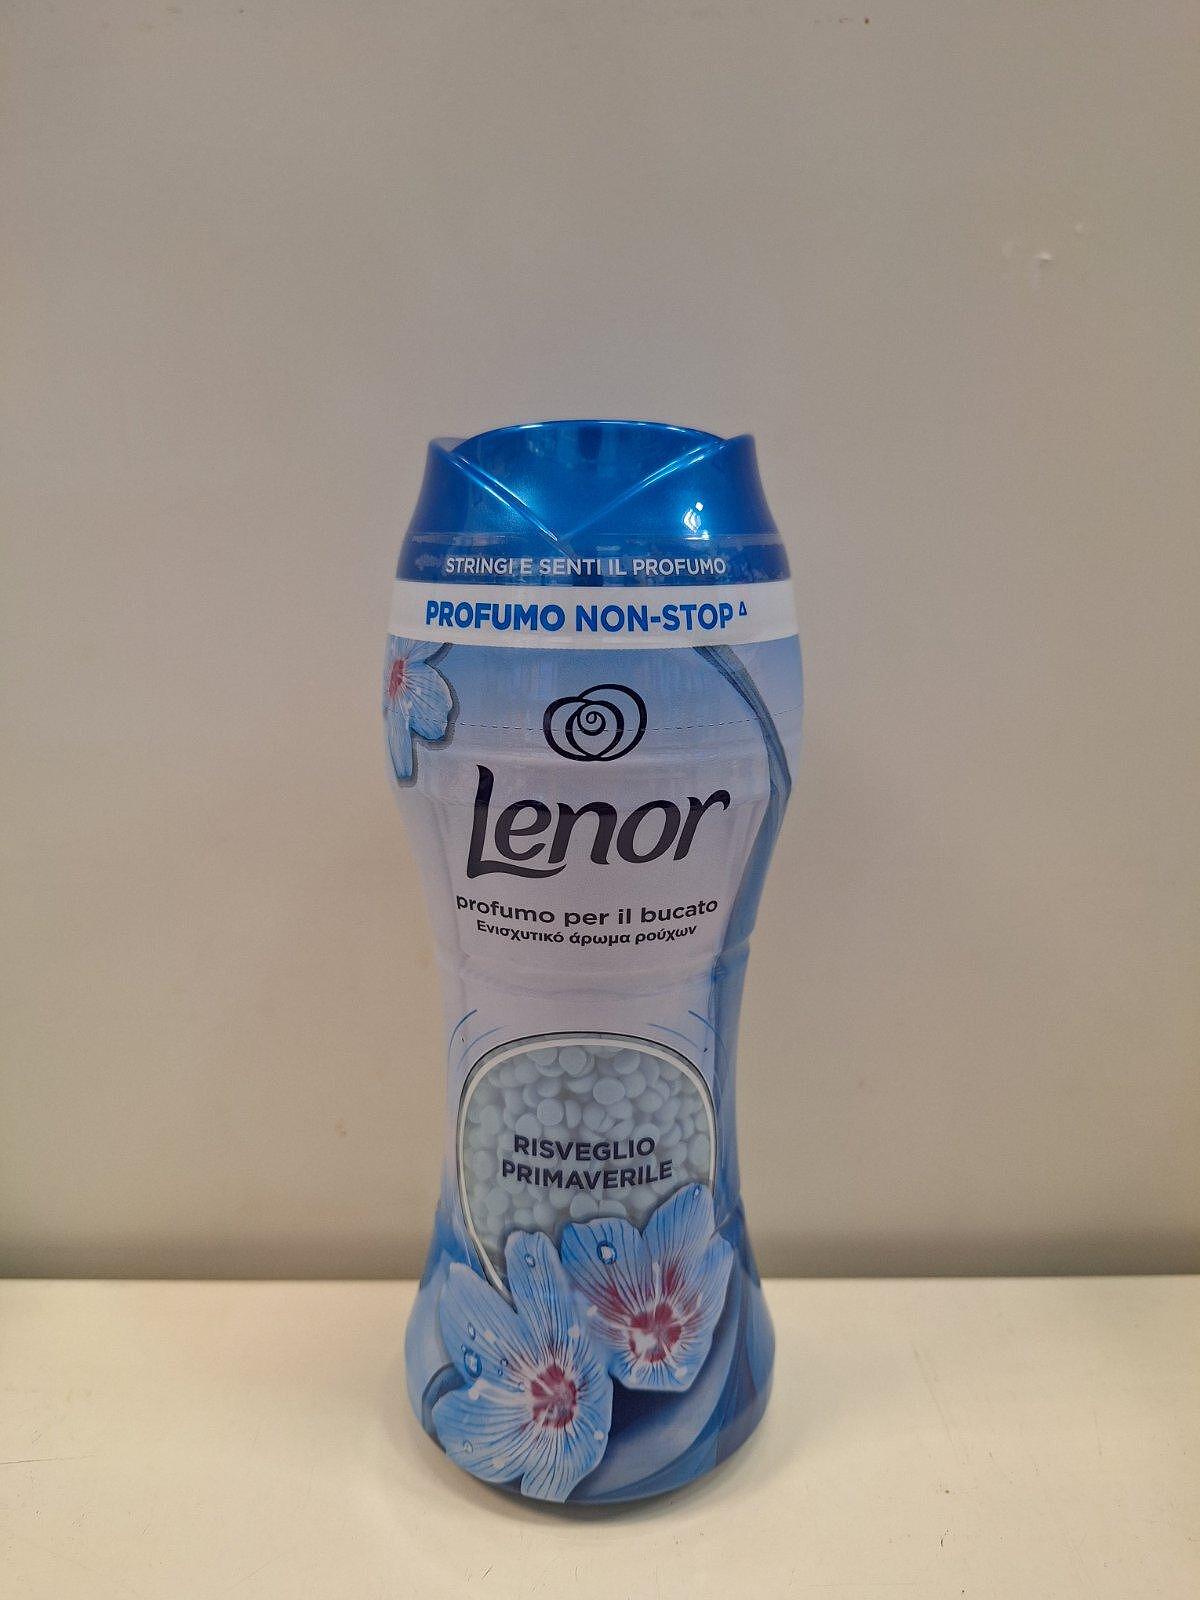 STRINGI E SENTI IL PROFUMO
PROFUMO NON-STOP Δ
Lenor
profumo per il bucato
Ενισχυτικό άρωμα ρούχων
RISVEGLIO
PRIMAVERILE